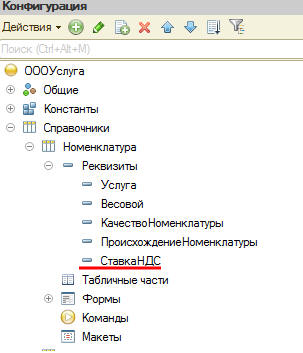 Конфигурация
Действия
Поиск (Ctrl+Alt+M)
ОООУслуга
Общие
Константы
Справочники
Номенклатура
Реквизиты
Услуга
Весовой
КачествоНоменклатуры
ПроисхождениеНоменклатуры
СтавкаНДС
Табличные части
Формы
Команды
Макеты